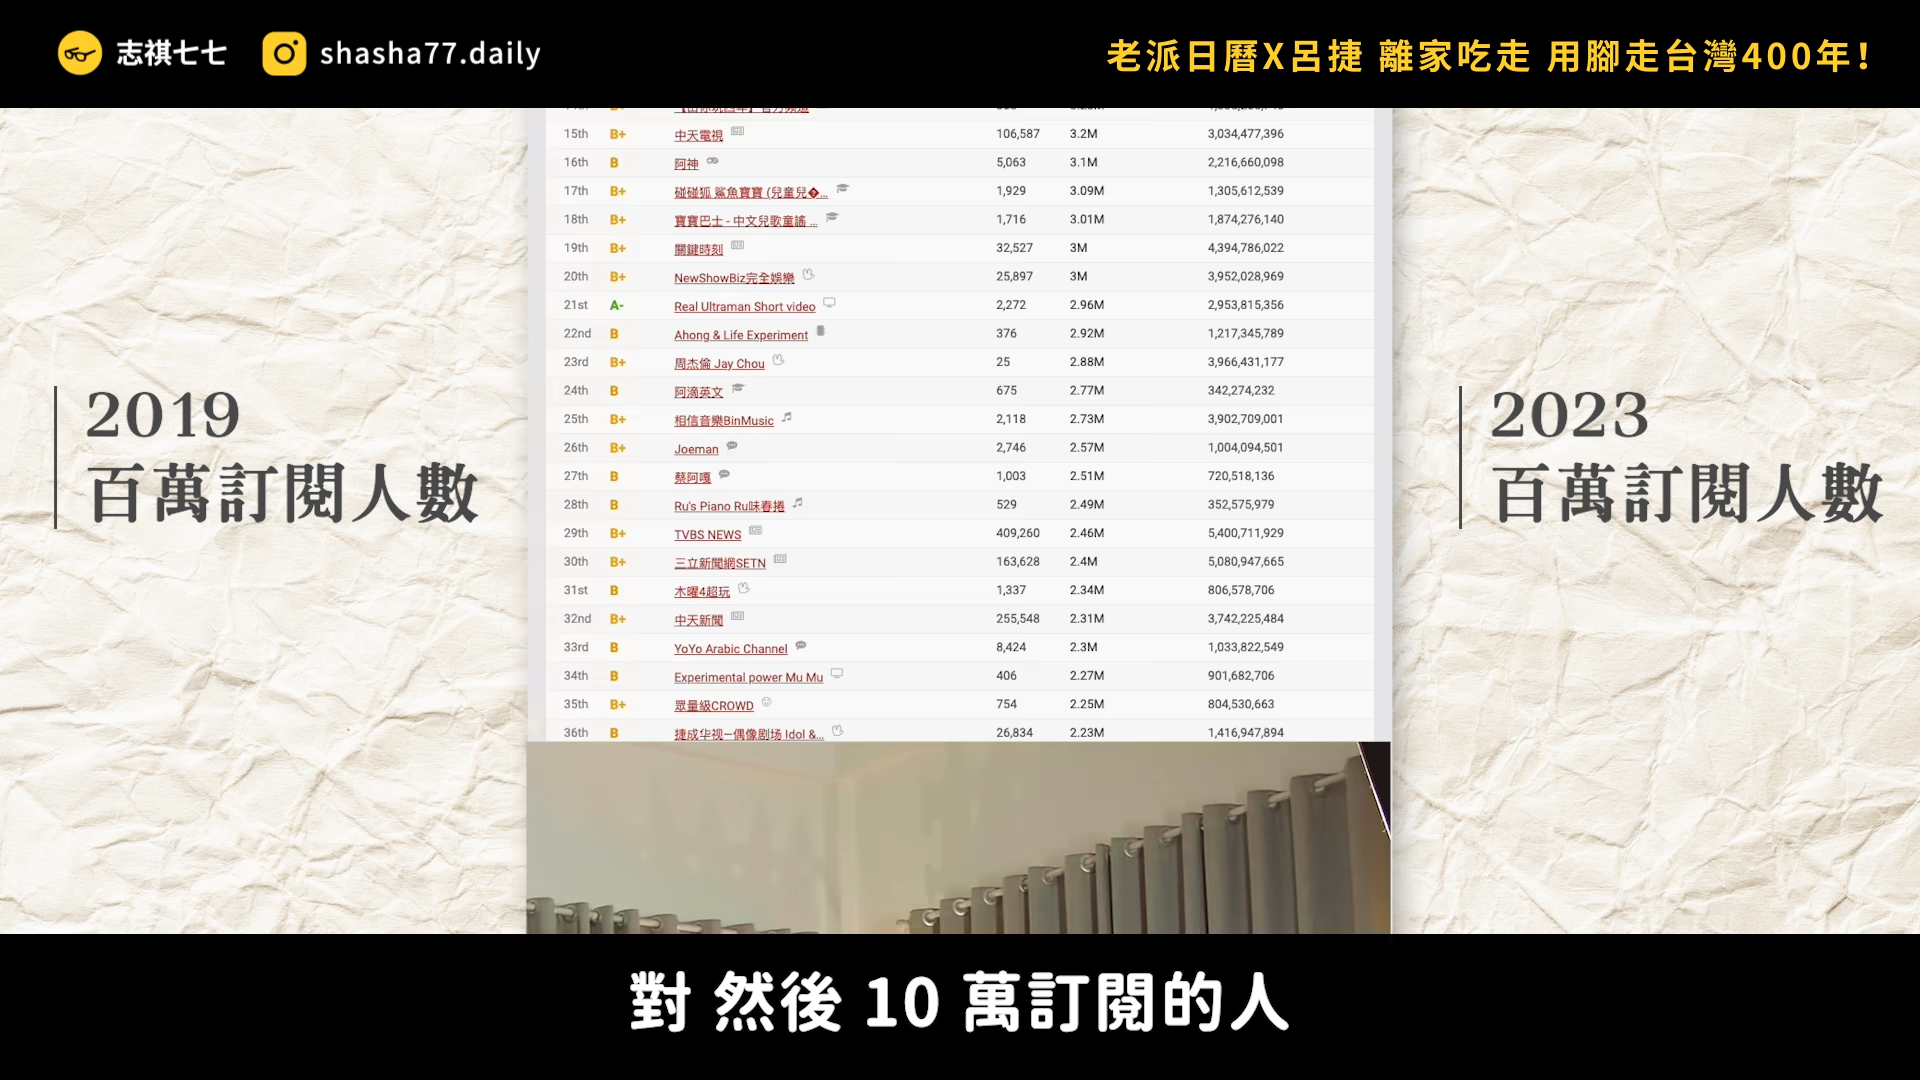 志祺七七 shasha77.daily
老派日曆X呂捷 離家吃走 用腳走台灣400年!
15th B+ 中天電視 106,587 3.2M 3,034,477,396
16th B 阿神 5,063 3.1M 2,216,660,098
17th B+ 碰碰狐 鯊魚寶寶 (兒童兒�... 1,929 3.09M 1,305,612,539
18th B+ 寶寶巴士 - 中文兒歌童謠 ... 1,716 3.01M 1,874,276,140
19th B+ 關鍵時刻 32,527 3M 4,394,786,022
20th B+ NewShowBiz完全娛樂 25,897 3M 3,952,028,969
21st A- Real Ultraman Short video 2,272 2.96M 2,953,815,356
22nd B Ahong & Life Experiment 376 2.92M 1,217,345,789
23rd B+ 周杰倫 Jay Chou 25 2.88M 3,966,431,177
24th B 阿滴英文 675 2.77M 342,274,232
25th B+ 相信音樂BinMusic 2,118 2.73M 3,902,709,001
26th B+ Joeman 2,746 2.57M 1,004,094,501
27th B 蔡阿嘎 1,003 2.51M 720,518,136
28th B Ru's Piano Ru味春捲 529 2.49M 352,575,979
29th B+ TVBS NEWS 409,260 2.46M 5,400,711,929
30th B+ 三立新聞網SETN 163,628 2.4M 5,080,947,665
31st B 木曜4超玩 1,337 2.34M 806,578,706
32nd B+ 中天新聞 255,548 2.31M 3,742,225,484
33rd B YoYo Arabic Channel 8,424 2.3M 1,033,822,549
34th B Experimental power Mu Mu 406 2.27M 901,682,706
35th B+ 眾量級CROWD 754 2.25M 804,530,663
36th B 捷成华视—偶像剧场 Idol &... 26,834 2.23M 1,416,947,894
2019
百萬訂閱人數
2023
百萬訂閱人數
對 然後 10 萬訂閱的人